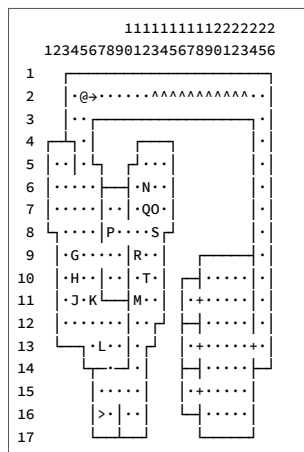 11111111112222222
12345678901234567890123456
1 ┌──────────────────────┐
2 │·@→······^^^^^^^^^^^··│
3 │··┌─────────────────┐·│
4 ┌─┴┐·│ ┌───┐ │·│
5 │··│·└┐ ┌┘···│ │·│
6 │·····├──┤·N··│ │·│
7 │·····│··│·QO·│ │·│
8 └┐····│P·│··S┌┘ │·│
9 │·G·····│R··│ ┌─────┤·│
10 │·H··│··│·T·│ ┌─┤·····│·│
11 │·J·K└──┤M··│ │·+·····│·│
12 │·······│··┌┘ ├─┤·····│·│
13 └──┐·L··│·┌┘ │·+·····+·│
14 ┌─·─┘·│ ├─┤·····├─┘
15 │·····│ │·+·····│
16 │>·│··│ └─┤·····│
17 └──┴──┘ └─────┘